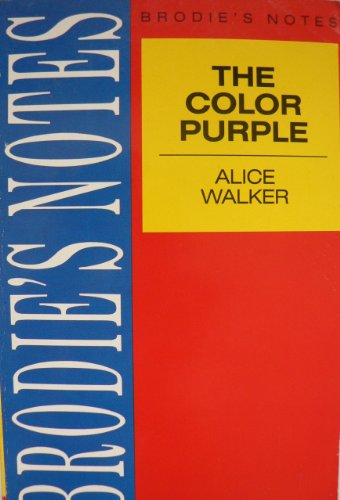 BRODIE'S NOTES
BRODIE'S NOTES
THE
COLOR
PURPLE
ALICE
WALKER